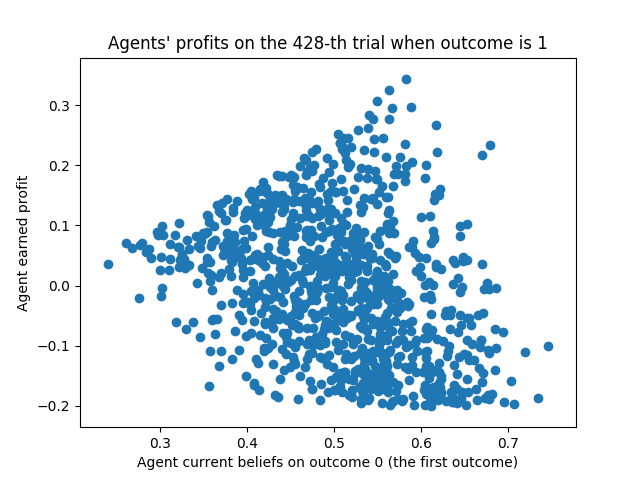 Agents' profits on the 428-th trial when outcome is 1
Agent earned profit
0.3
0.2
0.1
0.0
−0.1
−0.2
0.3 0.4 0.5 0.6 0.7
Agent current beliefs on outcome 0 (the first outcome)